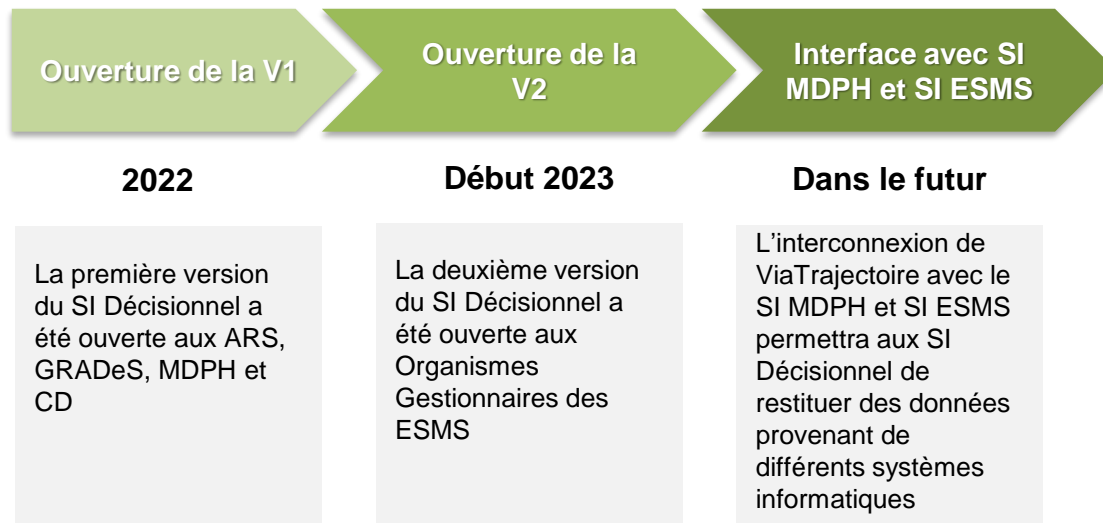 Ouverture de la V1
Ouverture de la
V2
Interface avec SI
MDPH et SI ESMS
2022
Début 2023
Dans le futur
La première version
du SI Décisionnel a
été ouverte aux ARS,
GRADeS, MDPH et
CD
La deuxième version
du SI Décisionnel a
été ouverte aux
Organismes
Gestionnaires des
ESMS
L’interconnexion de
ViaTrajectoire avec le
SI MDPH et SI ESMS
permettra aux SI
Décisionnel de
restituer des données
provenant de
différents systèmes
informatiques